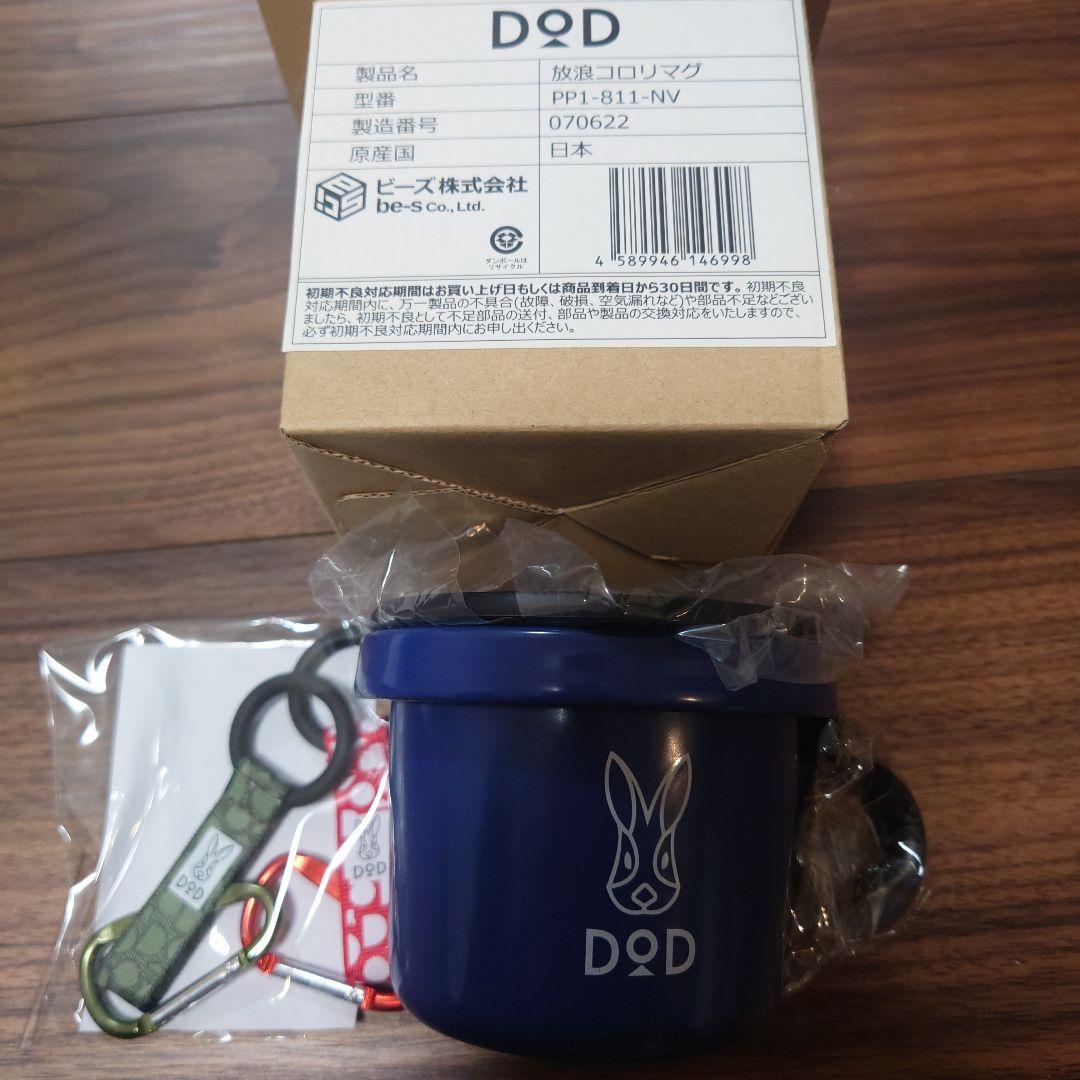 DOD
製品名 放浪コロリマグ
型番 PP1-811-NV
製造番号 070622
原産国 日本
ビーズ株式会社
be-s Co., Ltd.
ダンボールは
リサイクル
4 589946 146998
初期不良対応期間はお買い上げ日もしくは商品到着日から30日間です。初期不良
対応期間内に、万一製品の不具合(故障、破損、空気漏れなど)や部品不足などござい
ましたら、初期不良として不足部品の送付、部品や製品の交換対応をいたしますので、
必ず初期不良対応期間内にお申し出ください。
DOD
DOD
DOD